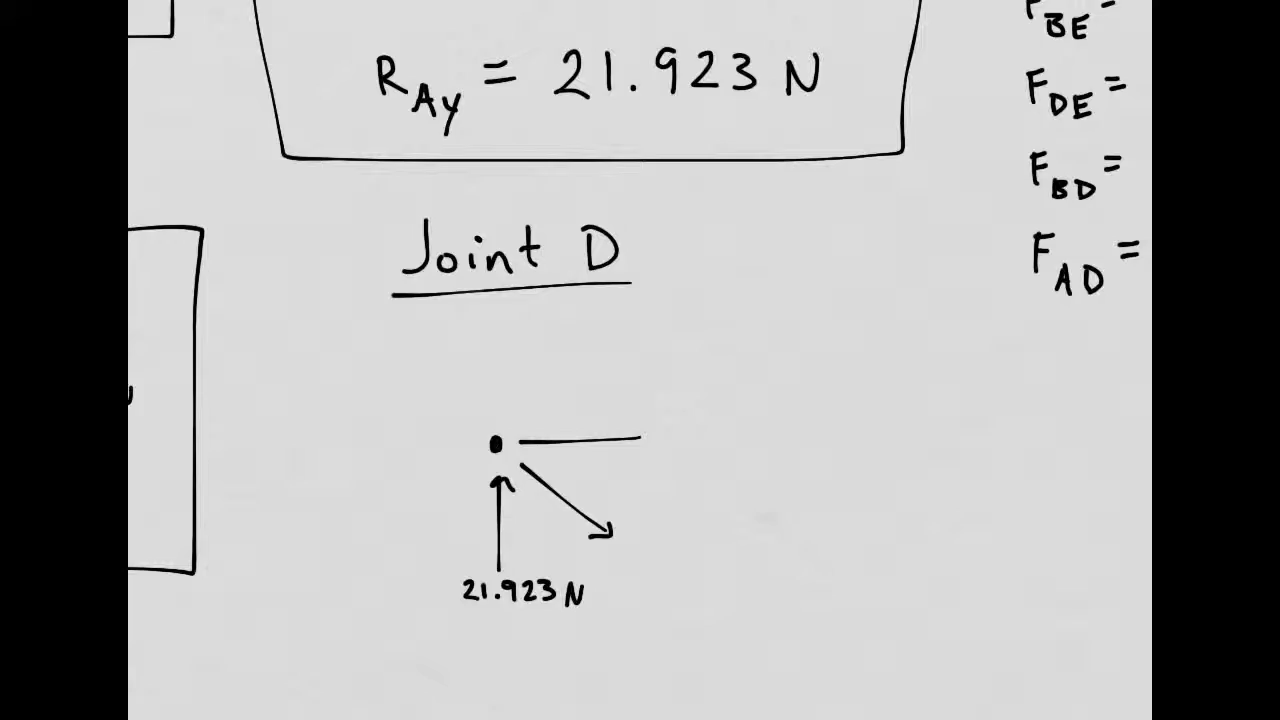 R_Ay = 21.923 N
Joint D
21.923 N
F_BE =
F_DE =
F_BD =
F_AD =